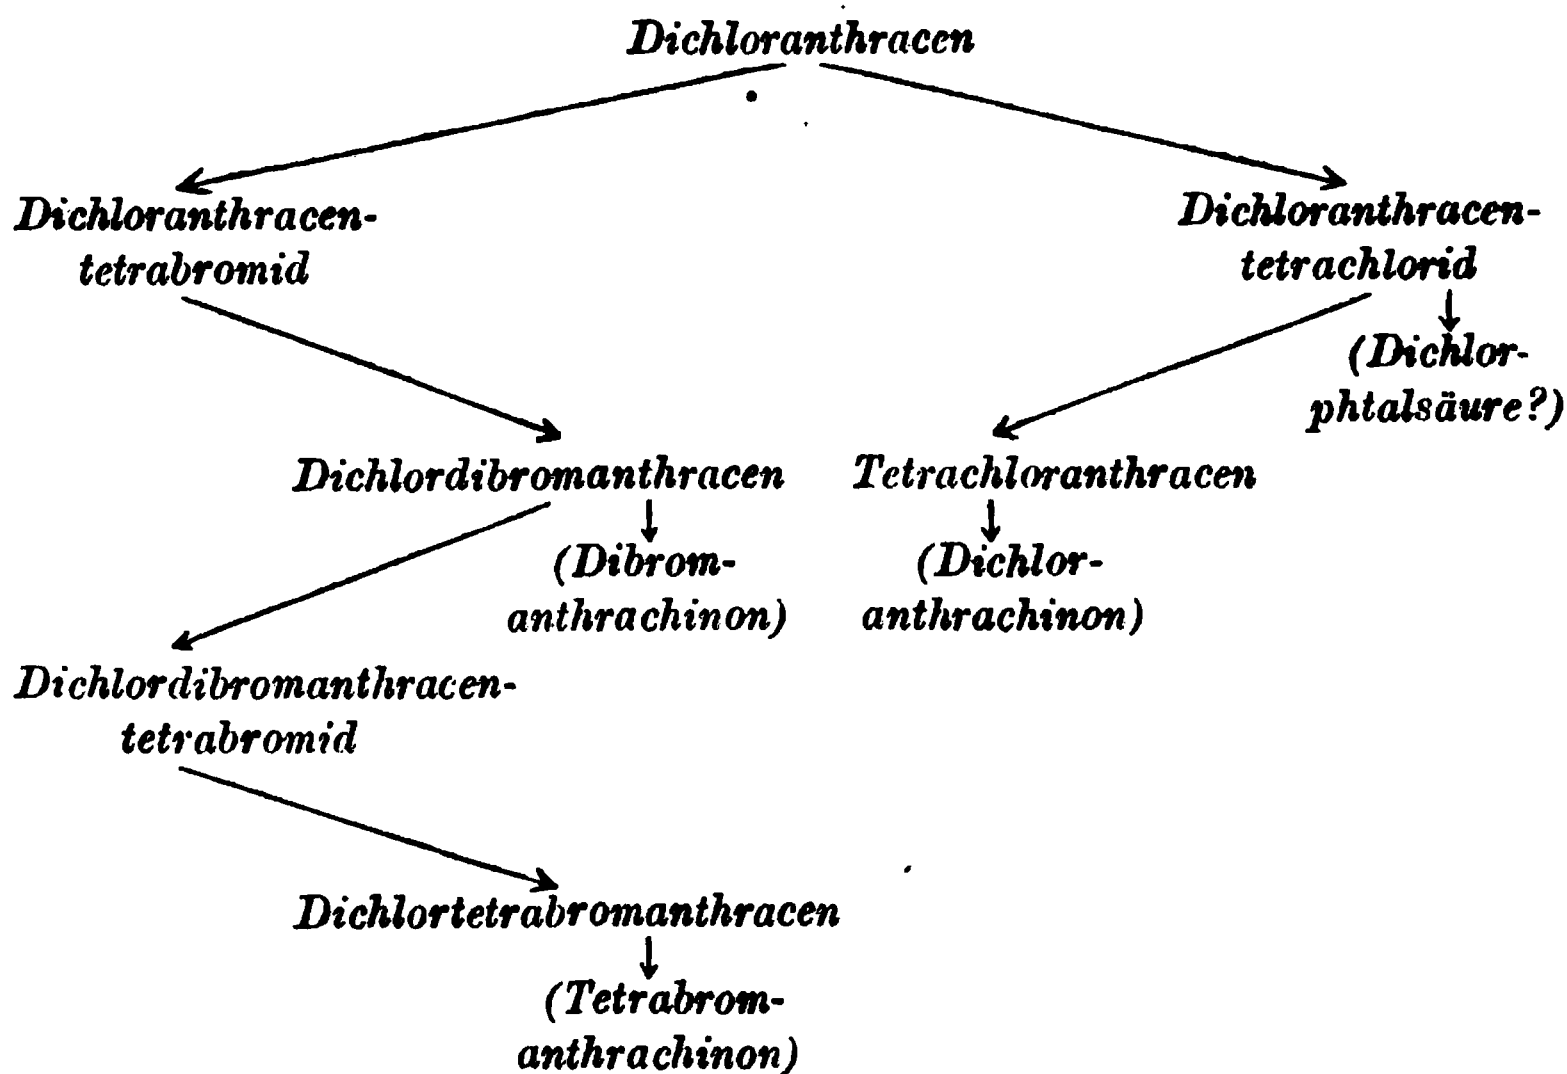 Dichloranthracen
Dichloranthracen-
tetrabromid
Dichloranthracen-
tetrachlorid
(Dichlor-
phtalsäure?)
Dichlordibromanthracen
Tetrachloranthracen
(Dibrom-
anthrachinon)
(Dichlor-
anthrachinon)
Dichlordibromanthracen-
tetrabromid
Dichlortetrabromanthracen
(Tetrabrom-
anthrachinon)